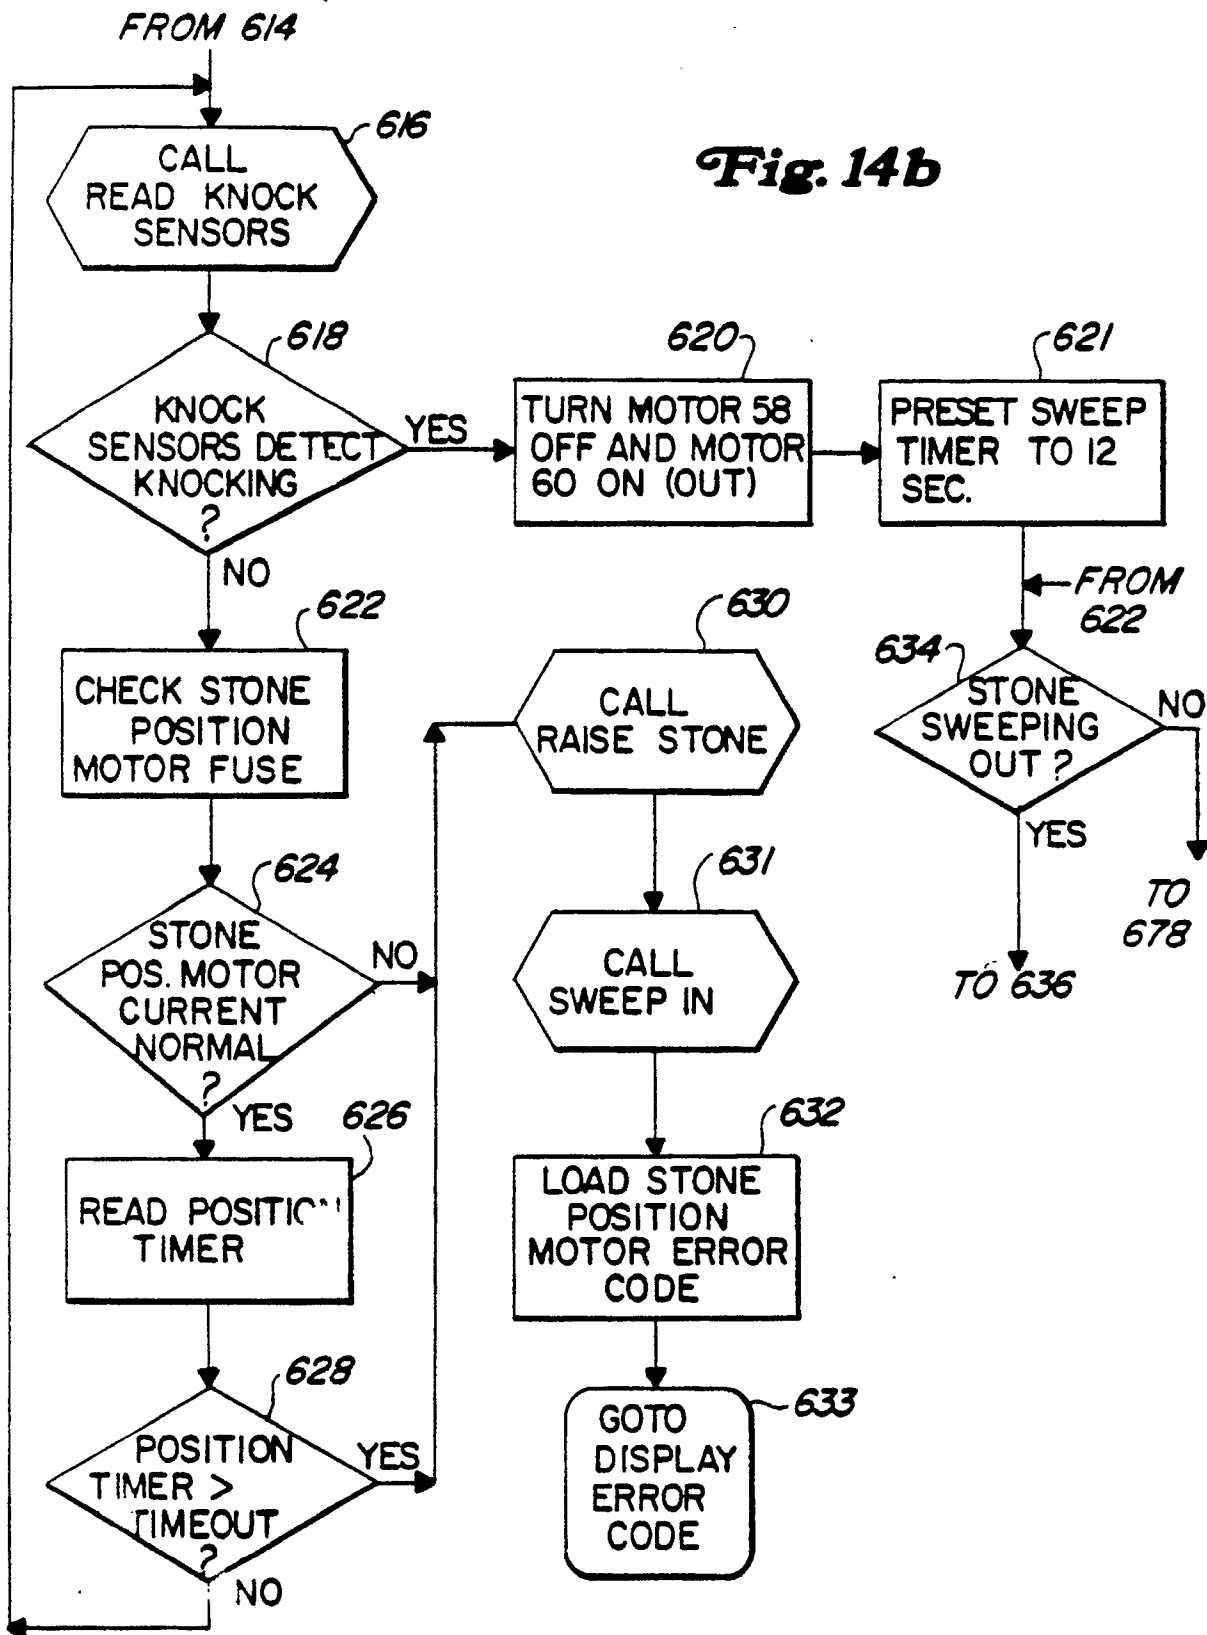 FROM 614
616
CALL
READ KNOCK
SENSORS
Fig. 14b
618
KNOCK
SENSORS DETECT
KNOCKING
?
YES
NO
620
TURN MOTOR 58
OFF AND MOTOR
60 ON (OUT)
621
PRESET SWEEP
TIMER TO 12
SEC.
FROM
622
634
STONE
SWEEPING
OUT ?
NO
YES
TO
678
TO 636
622
CHECK STONE
POSITION
MOTOR FUSE
624
STONE
POS. MOTOR
CURRENT
NORMAL
?
NO
YES
626
READ POSITION
TIMER
628
POSITION
TIMER >
TIMEOUT
?
YES
NO
630
CALL
RAISE STONE
631
CALL
SWEEP IN
632
LOAD STONE
POSITION
MOTOR ERROR
CODE
633
GOTO
DISPLAY
ERROR
CODE